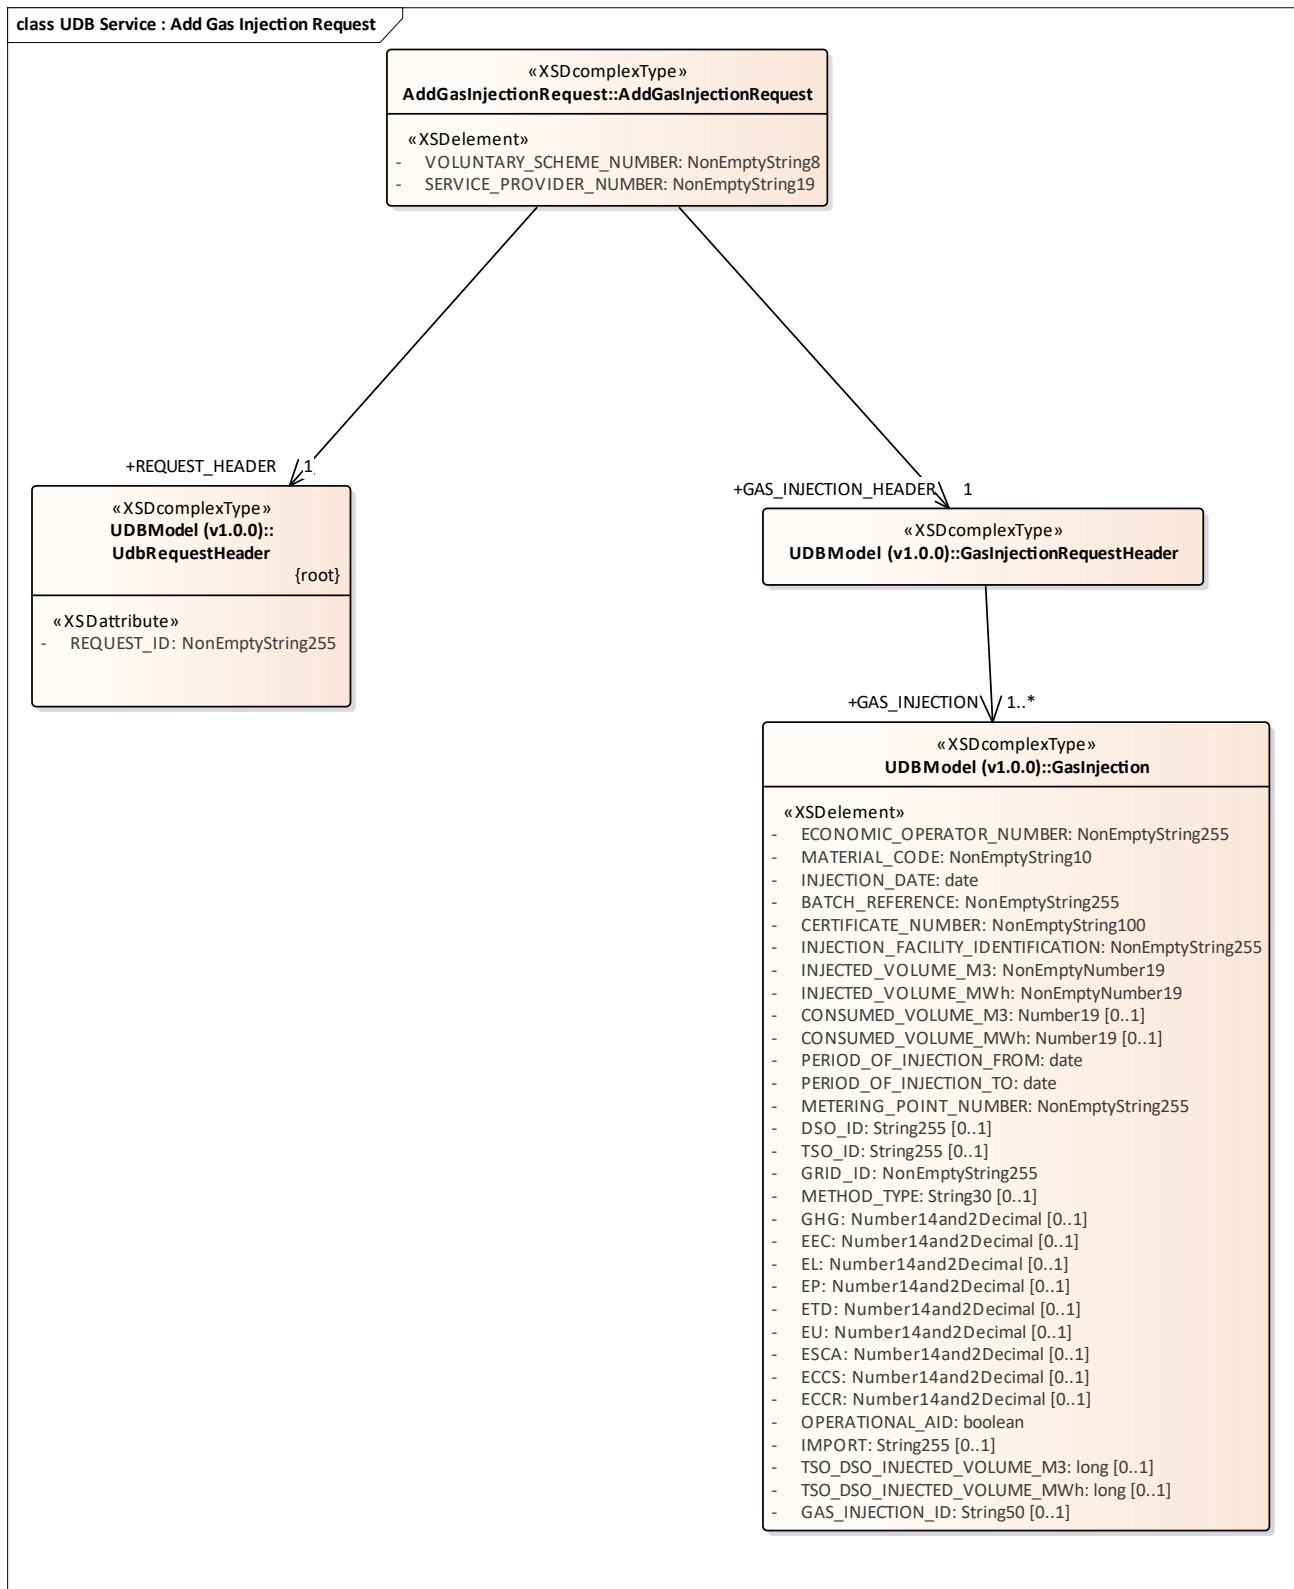 class UDB Service : Add Gas Injection Request
«XSDcomplexType»
AddGasInjectionRequest::AddGasInjectionRequest
«XSDelement»
- VOLUNTARY_SCHEME_NUMBER: NonEmptyString8
- SERVICE_PROVIDER_NUMBER: NonEmptyString19
+REQUEST_HEADER 1
«XSDcomplexType»
UDBModel (v1.0.0)::
UdbRequestHeader
{root}
«XSDattribute»
- REQUEST_ID: NonEmptyString255
+GAS_INJECTION_HEADER 1
«XSDcomplexType»
UDBModel (v1.0.0)::GasInjectionRequestHeader
+GAS_INJECTION 1..*
«XSDcomplexType»
UDBModel (v1.0.0)::GasInjection
«XSDelement»
- ECONOMIC_OPERATOR_NUMBER: NonEmptyString255
- MATERIAL_CODE: NonEmptyString10
- INJECTION_DATE: date
- BATCH_REFERENCE: NonEmptyString255
- CERTIFICATE_NUMBER: NonEmptyString100
- INJECTION_FACILITY_IDENTIFICATION: NonEmptyString255
- INJECTED_VOLUME_M3: NonEmptyNumber19
- INJECTED_VOLUME_MWh: NonEmptyNumber19
- CONSUMED_VOLUME_M3: Number19 [0..1]
- CONSUMED_VOLUME_MWh: Number19 [0..1]
- PERIOD_OF_INJECTION_FROM: date
- PERIOD_OF_INJECTION_TO: date
- METERING_POINT_NUMBER: NonEmptyString255
- DSO_ID: String255 [0..1]
- TSO_ID: String255 [0..1]
- GRID_ID: NonEmptyString255
- METHOD_TYPE: String30 [0..1]
- GHG: Number14and2Decimal [0..1]
- EEC: Number14and2Decimal [0..1]
- EL: Number14and2Decimal [0..1]
- EP: Number14and2Decimal [0..1]
- ETD: Number14and2Decimal [0..1]
- EU: Number14and2Decimal [0..1]
- ESCA: Number14and2Decimal [0..1]
- ECCS: Number14and2Decimal [0..1]
- ECCR: Number14and2Decimal [0..1]
- OPERATIONAL_AID: boolean
- IMPORT: String255 [0..1]
- TSO_DSO_INJECTED_VOLUME_M3: long [0..1]
- TSO_DSO_INJECTED_VOLUME_MWh: long [0..1]
- GAS_INJECTION_ID: String50 [0..1]